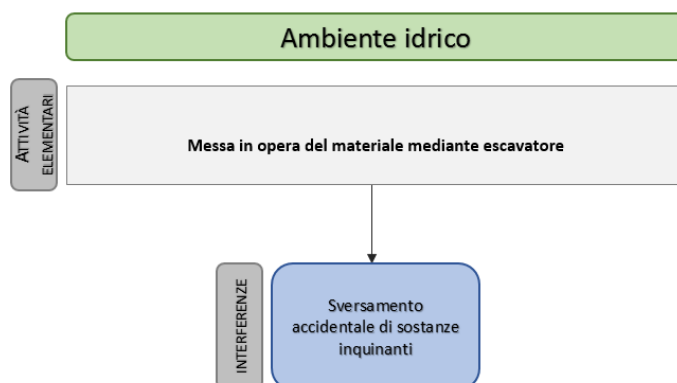 Ambiente idrico
ATTIVITÀ
ELEMENTARI
Messa in opera del materiale mediante escavatore
INTERFERENZE
Sversamento
accidentale di sostanze
inquinanti